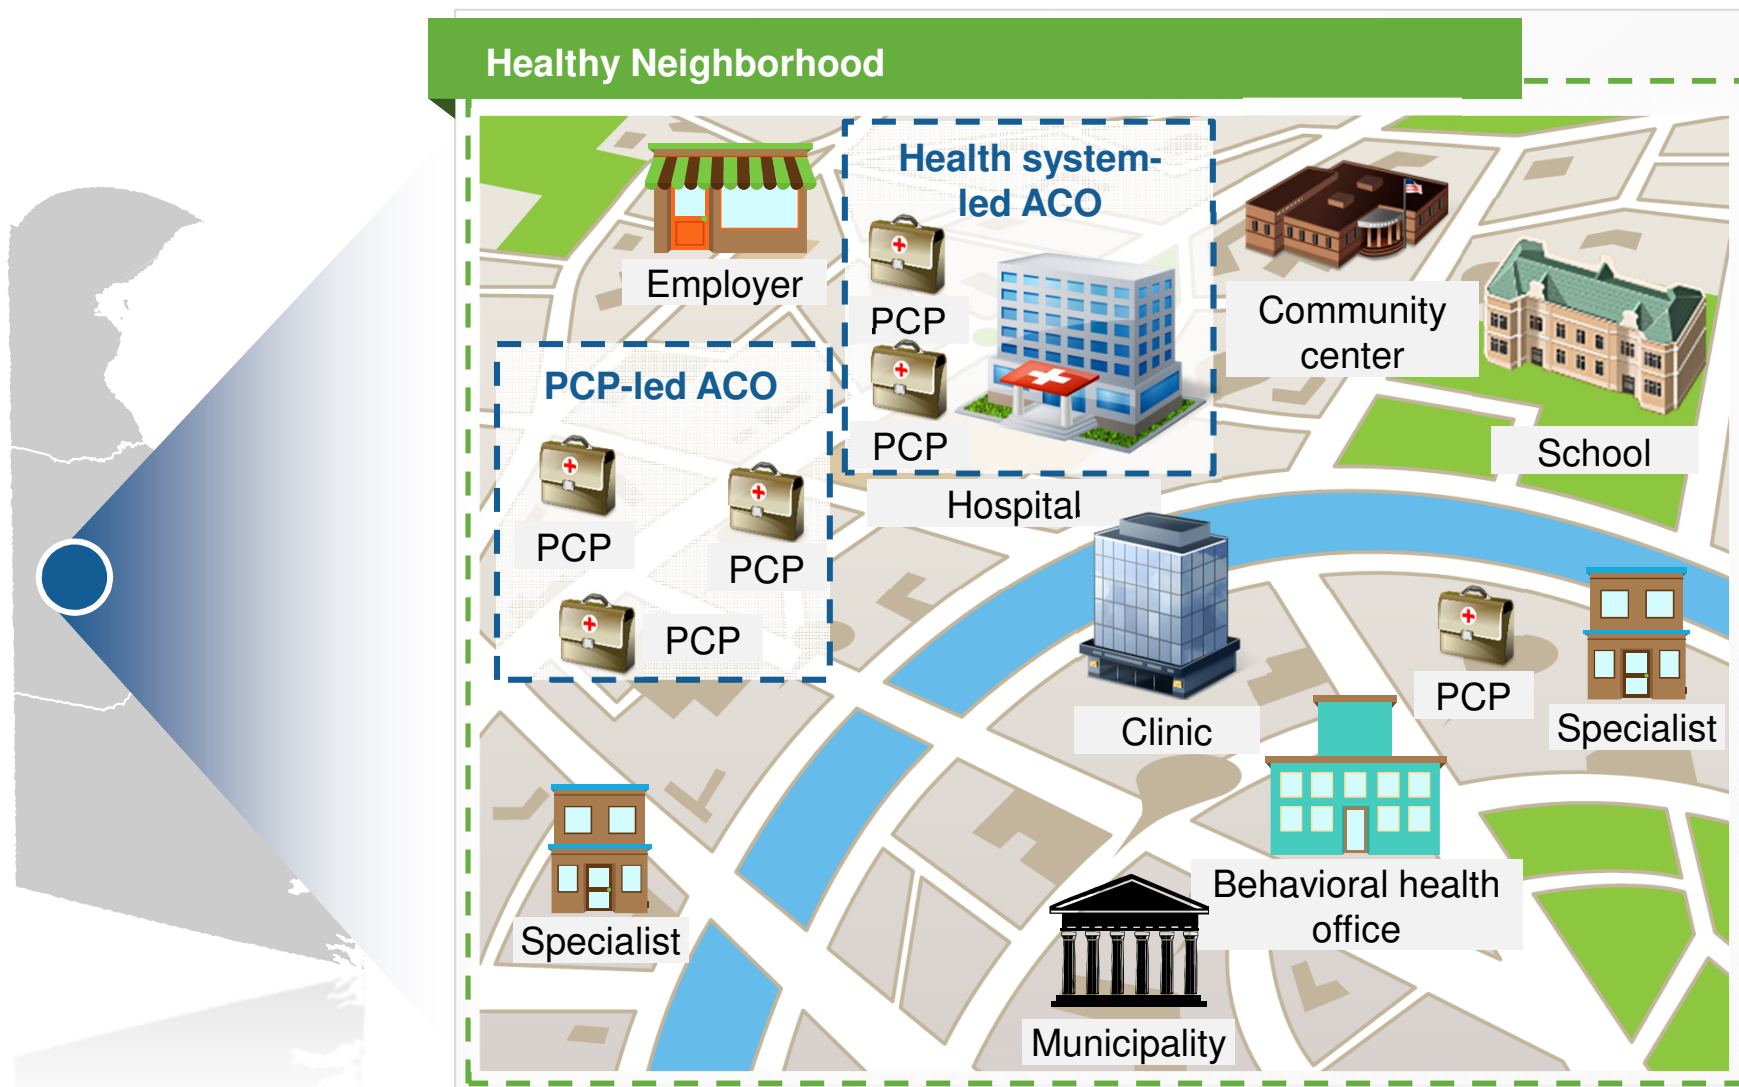 Healthy Neighborhood
Health system-
led ACO
Employer
PCP
Community
center
PCP-led ACO
PCP
School
Hospital
PCP
PCP
PCP
PCP
Specialist
Clinic
Behavioral health
office
Specialist
Municipality